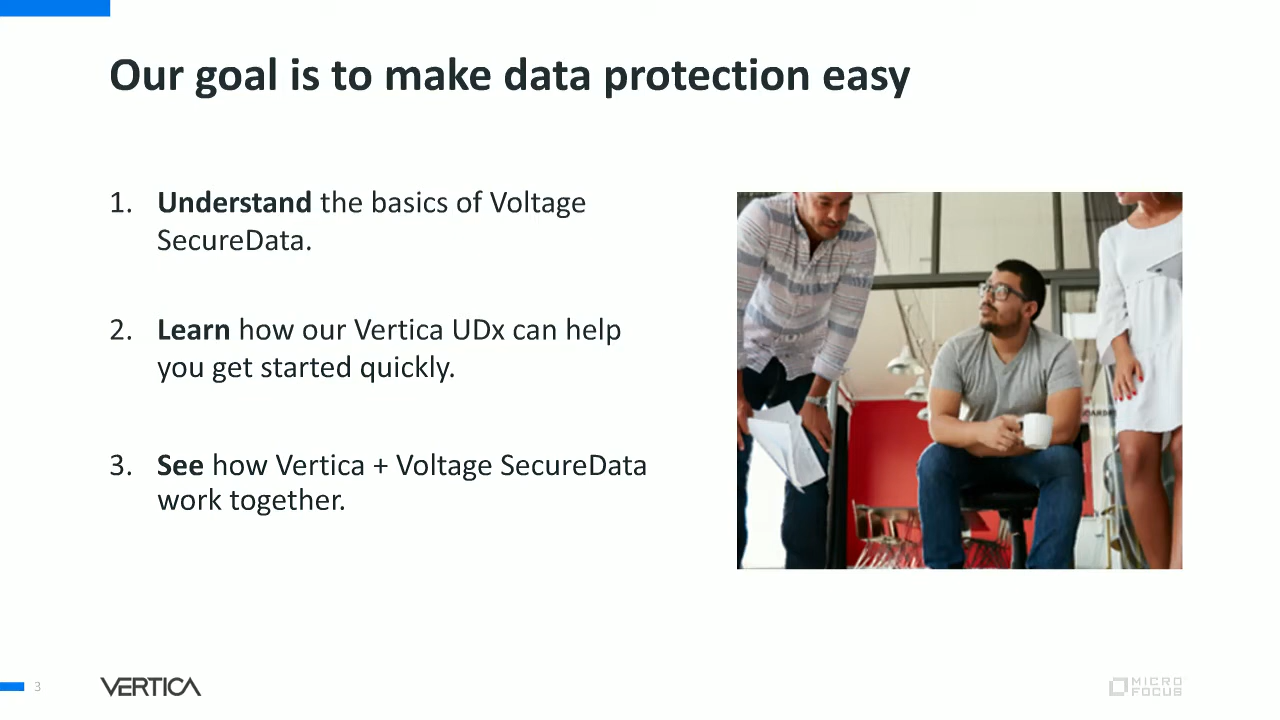 Our goal is to make data protection easy
1. Understand the basics of Voltage
SecureData.
2. Learn how our Vertica UDx can help
you get started quickly.
3. See how Vertica + Voltage SecureData
work together.
3
VERTICA
MICRO
FOCUS